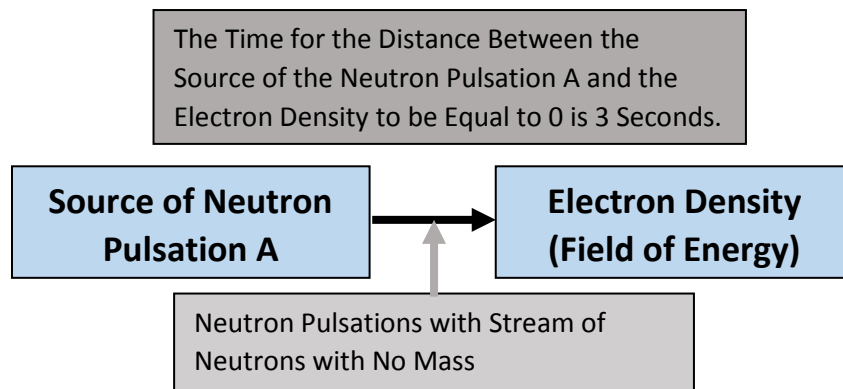 The Time for the Distance Between the
Source of the Neutron Pulsation A and the
Electron Density to be Equal to 0 is 3 Seconds.
Source of Neutron
Pulsation A
Electron Density
(Field of Energy)
Neutron Pulsations with Stream of
Neutrons with No Mass